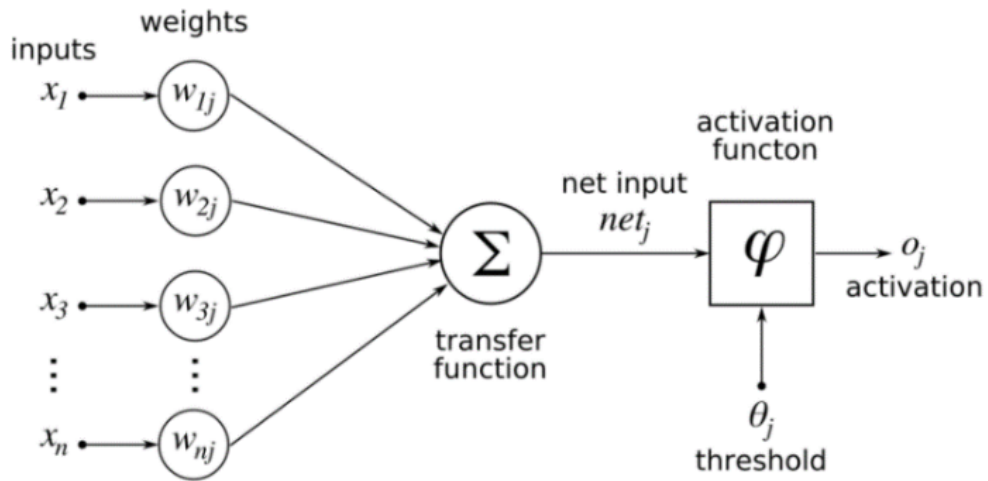 weights
inputs
x1
w1j
x2
w2j
x3
w3j
⋮ ⋮
xn
wnj
Σ
transfer
function
net input
netj
activation
functon
φ
oj
activation
θj
threshold